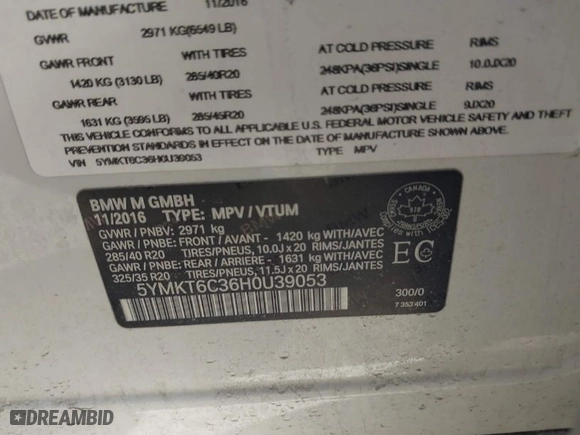 DATE OF MANUFACTURE 11/2016
GVWR 2971 KG(6549 LB)
GAWR FRONT WITH TIRES AT COLD PRESSURE RIMS
1420 KG (3130 LB) 285/40R20 248KPA(36PSI)SINGLE 10.0JX20
GAWR REAR WITH TIRES AT COLD PRESSURE RIMS
1631 KG (3595 LB) 285/45R20 248KPA(36PSI)SINGLE 9JX20
THIS VEHICLE CONFORMS TO ALL APPLICABLE U.S. FEDERAL MOTOR VEHICLE SAFETY AND THEFT
PREVENTION STANDARDS IN EFFECT ON THE DATE OF MANUFACTURE SHOWN ABOVE.
VIN 5YMKT6C36H0U39053 TYPE MPV
BMW M GMBH
11/2016 TYPE: MPV / VTUM
GVWR / PNBV: 2971 kg
GAWR / PNBE: FRONT / AVANT - 1420 kg WITH/AVEC
285/40 R20 TIRES/PNEUS, 10.0J x 20 RIMS/JANTES
GAWR / PNBE: REAR / ARRIERE - 1631 kg WITH/AVEC
325/35 R20 TIRES/PNEUS, 11.5J x 20 RIMS/JANTES
5YMKT6C36H0U39053
CANADA
EC
300/0
7 353 401
DREAMBID